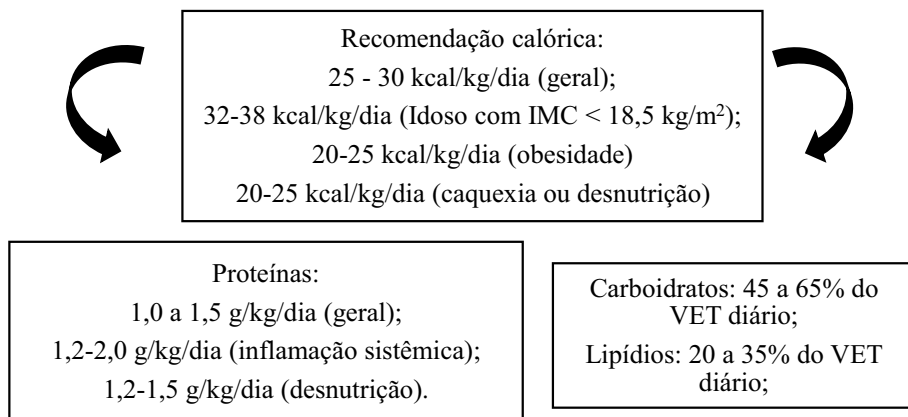 Recomendação calórica:
25 - 30 kcal/kg/dia (geral);
32-38 kcal/kg/dia (Idoso com IMC < 18,5 kg/m²);
20-25 kcal/kg/dia (obesidade)
20-25 kcal/kg/dia (caquexia ou desnutrição)
Proteínas:
1,0 a 1,5 g/kg/dia (geral);
1,2-2,0 g/kg/dia (inflamação sistêmica);
1,2-1,5 g/kg/dia (desnutrição).
Carboidratos: 45 a 65% do
VET diário;
Lipídios: 20 a 35% do VET
diário;